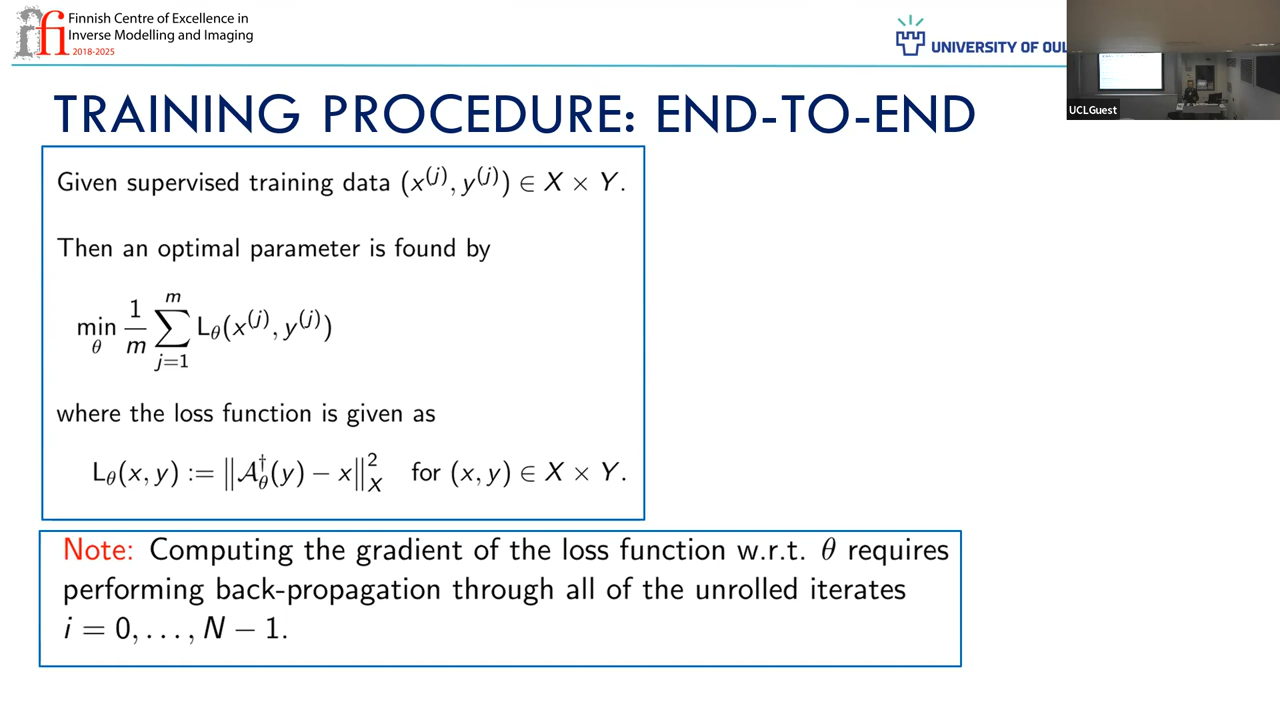 Finnish Centre of Excellence in
Inverse Modelling and Imaging
2018-2025
fi
UNIVERSITY OF OUL
UCLGuest
TRAINING PROCEDURE: END-TO-END
Given supervised training data (x^{(j)}, y^{(j)}) ∈ X × Y.
Then an optimal parameter is found by
min_θ 1/m ∑_{j=1}^{m} L_θ(x^{(j)}, y^{(j)})
where the loss function is given as
L_θ(x, y) := ‖A_θ^†(y) − x‖_X^2 for (x, y) ∈ X × Y.
Note: Computing the gradient of the loss function w.r.t. θ requires
performing back-propagation through all of the unrolled iterates
i = 0, . . . , N − 1.